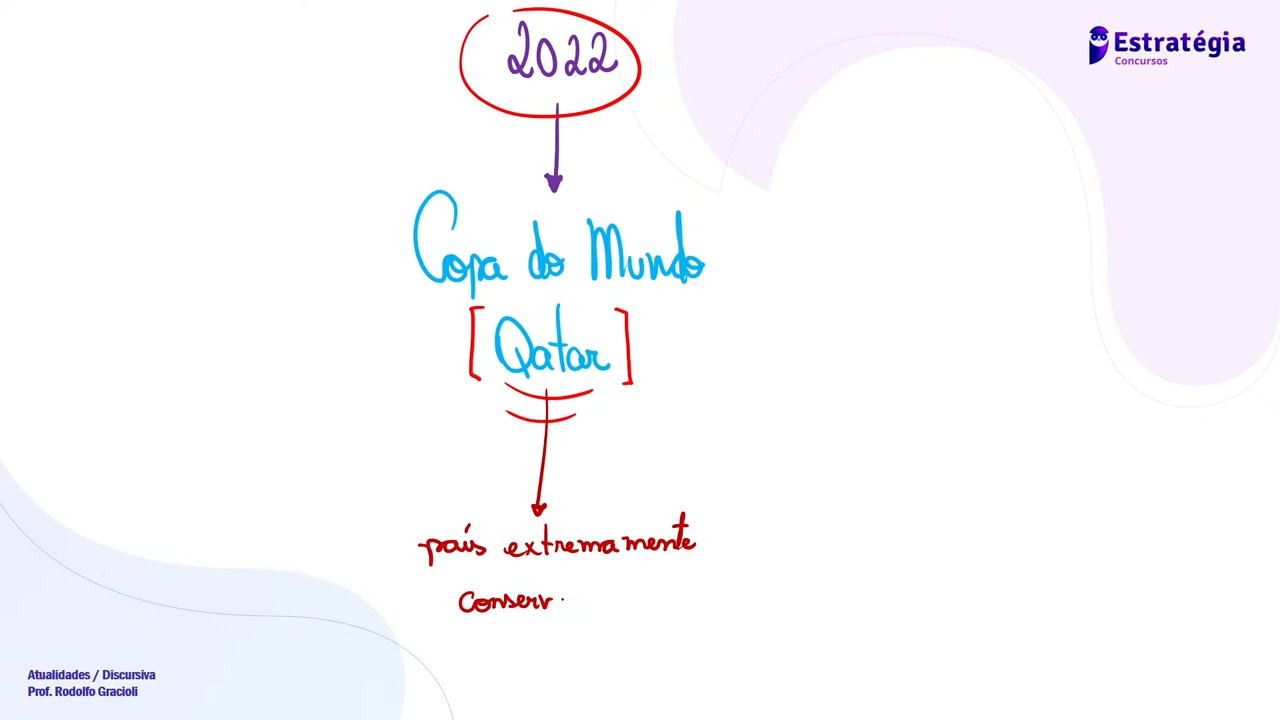 2022
Estratégia
Concursos
Copa do Mundo
[Qatar]
país extremamente
conserv
Atualidades / Discursiva
Prof. Rodolfo Gracioli